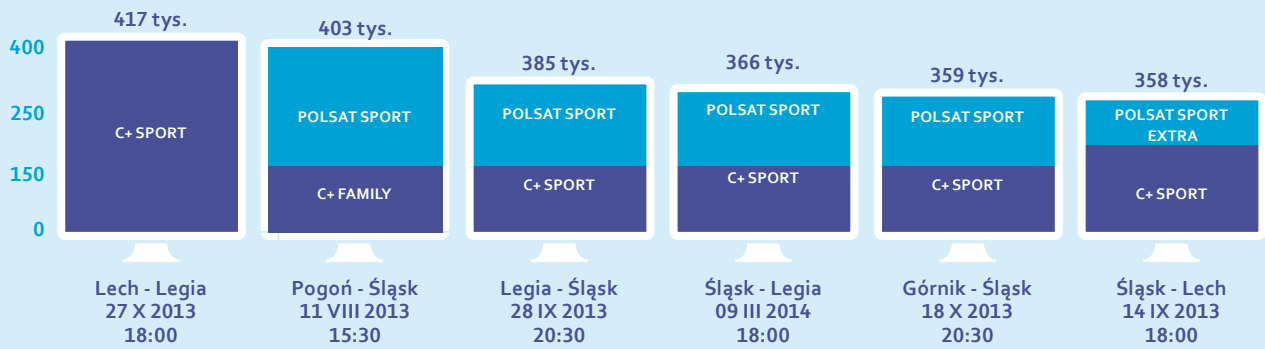 417 tys.
403 tys.
385 tys.
366 tys.
359 tys.
358 tys.
400
250
150
0
C+ SPORT
POLSAT SPORT
C+ FAMILY
POLSAT SPORT
C+ SPORT
POLSAT SPORT
C+ SPORT
POLSAT SPORT
C+ SPORT
POLSAT SPORT
EXTRA
C+ SPORT
Lech - Legia
27 X 2013
18:00
Pogoń - Śląsk
11 VIII 2013
15:30
Legia - Śląsk
28 IX 2013
20:30
Śląsk - Legia
09 III 2014
18:00
Górnik - Śląsk
18 X 2013
20:30
Śląsk - Lech
14 IX 2013
18:00